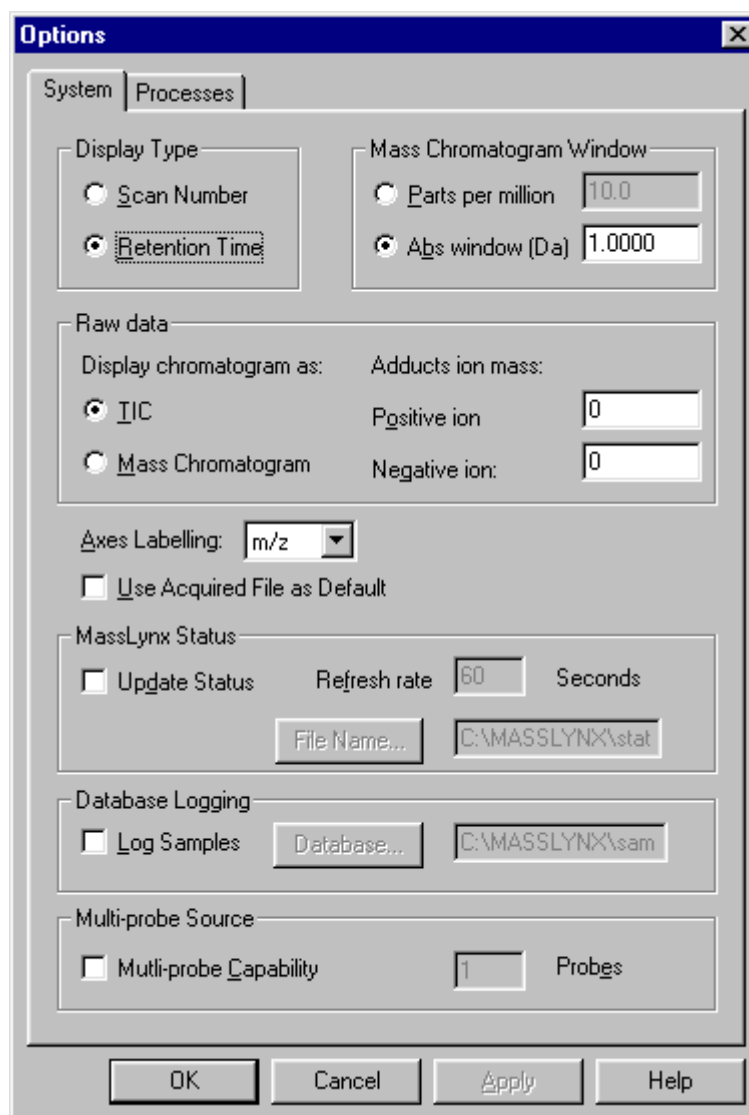 Options
System Processes
Display Type Mass Chromatogram Window
Scan Number Parts per million 10.0
Retention Time Abs window (Da) 1.0000
Raw data
Display chromatogram as: Adducts ion mass:
TIC Positive ion 0
Mass Chromatogram Negative ion: 0
Axes Labelling: m/z
Use Acquired File as Default
MassLynx Status
Update Status Refresh rate 60 Seconds
File Name... C:\MASSLYNX\stat
Database Logging
Log Samples Database... C:\MASSLYNX\sam
Multi-probe Source
Mutli-probe Capability 1 Probes
OK Cancel Apply Help